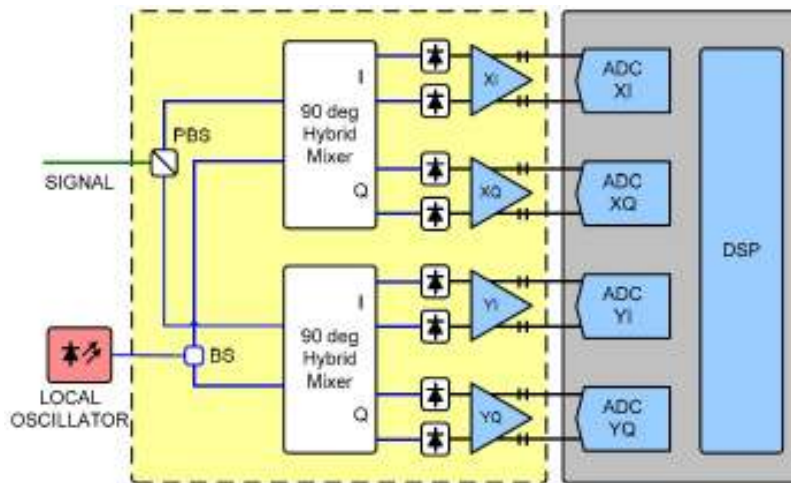 PBS
SIGNAL
LOCAL
OSCILLATOR
BS
I
90 deg
Hybrid
Mixer
Q
I
90 deg
Hybrid
Mixer
Q
XI
XQ
YI
YQ
ADC
XI
ADC
XQ
ADC
YI
ADC
YQ
DSP